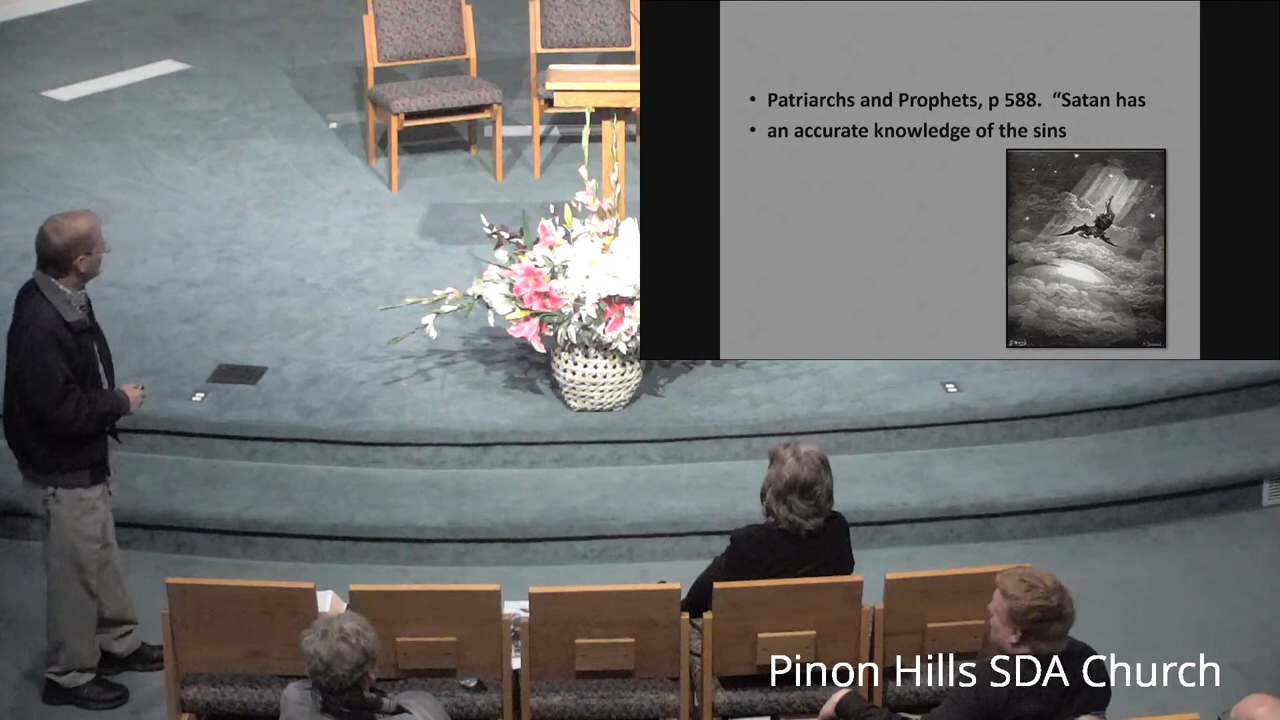 • Patriarchs and Prophets, p 588. “Satan has
• an accurate knowledge of the sins
Pinon Hills SDA Church